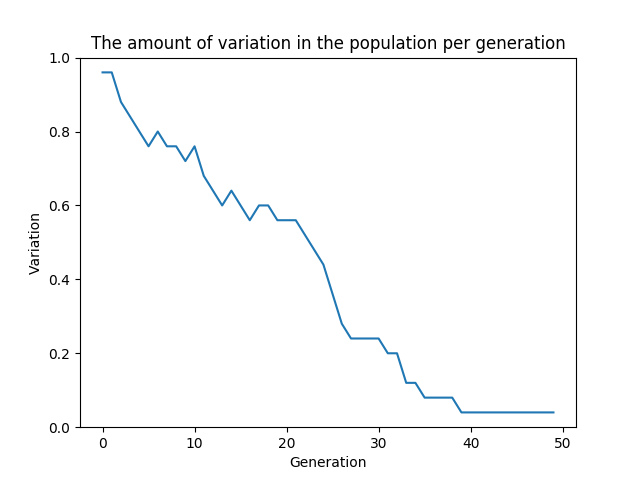 The amount of variation in the population per generation
1.0
0.8
0.6
0.4
0.2
0.0
Variation
0 10 20 30 40 50
Generation